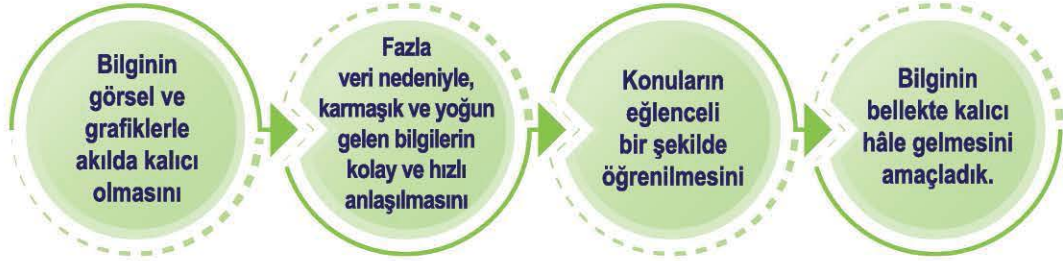 Bilginin
görsel ve
grafiklerle
akılda kalıcı
olmasını
Fazla
veri nedeniyle,
karmaşık ve yoğun
gelen bilgilerin
kolay ve hızlı
anlaşılmasını
Konuların
eğlenceli
bir şekilde
öğrenilmesini
Bilginin
bellekte kalıcı
hâle gelmesini
amaçladık.